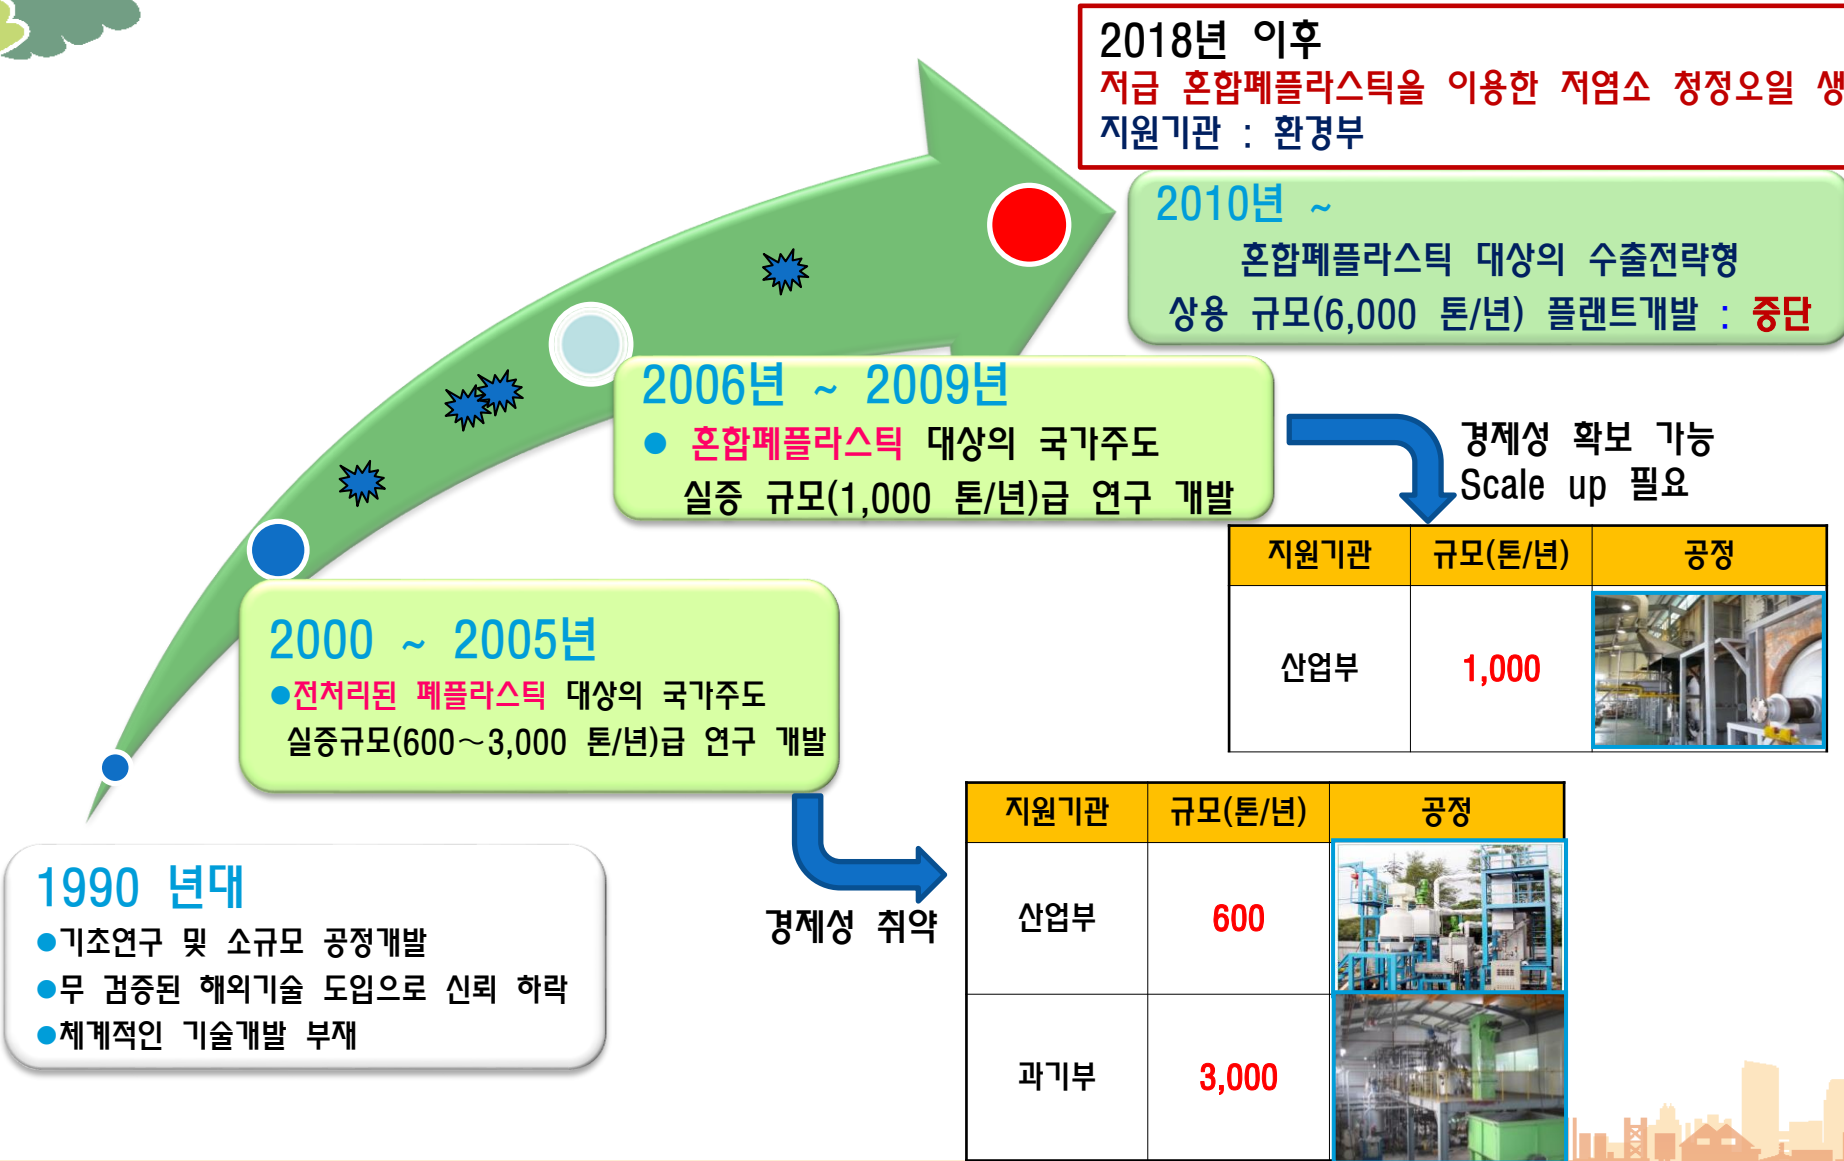 2018년 이후
저급 혼합폐플라스틱을 이용한 저염소 청정오일 생
지원기관 : 환경부
2010년 ~
혼합폐플라스틱 대상의 수출전략형
상용 규모(6,000 톤/년) 플랜트개발 : 중단
2006년 ~ 2009년
● 혼합폐플라스틱 대상의 국가주도
실증 규모(1,000 톤/년)급 연구 개발
경제성 확보 가능
Scale up 필요
지원기관 규모(톤/년) 공정
산업부 1,000
2000 ~ 2005년
●전처리된 폐플라스틱 대상의 국가주도
실증규모(600~3,000 톤/년)급 연구 개발
경제성 취약
지원기관 규모(톤/년) 공정
산업부 600
과기부 3,000
1990 년대
●기초연구 및 소규모 공정개발
●무 검증된 해외기술 도입으로 신뢰 하락
●체계적인 기술개발 부재